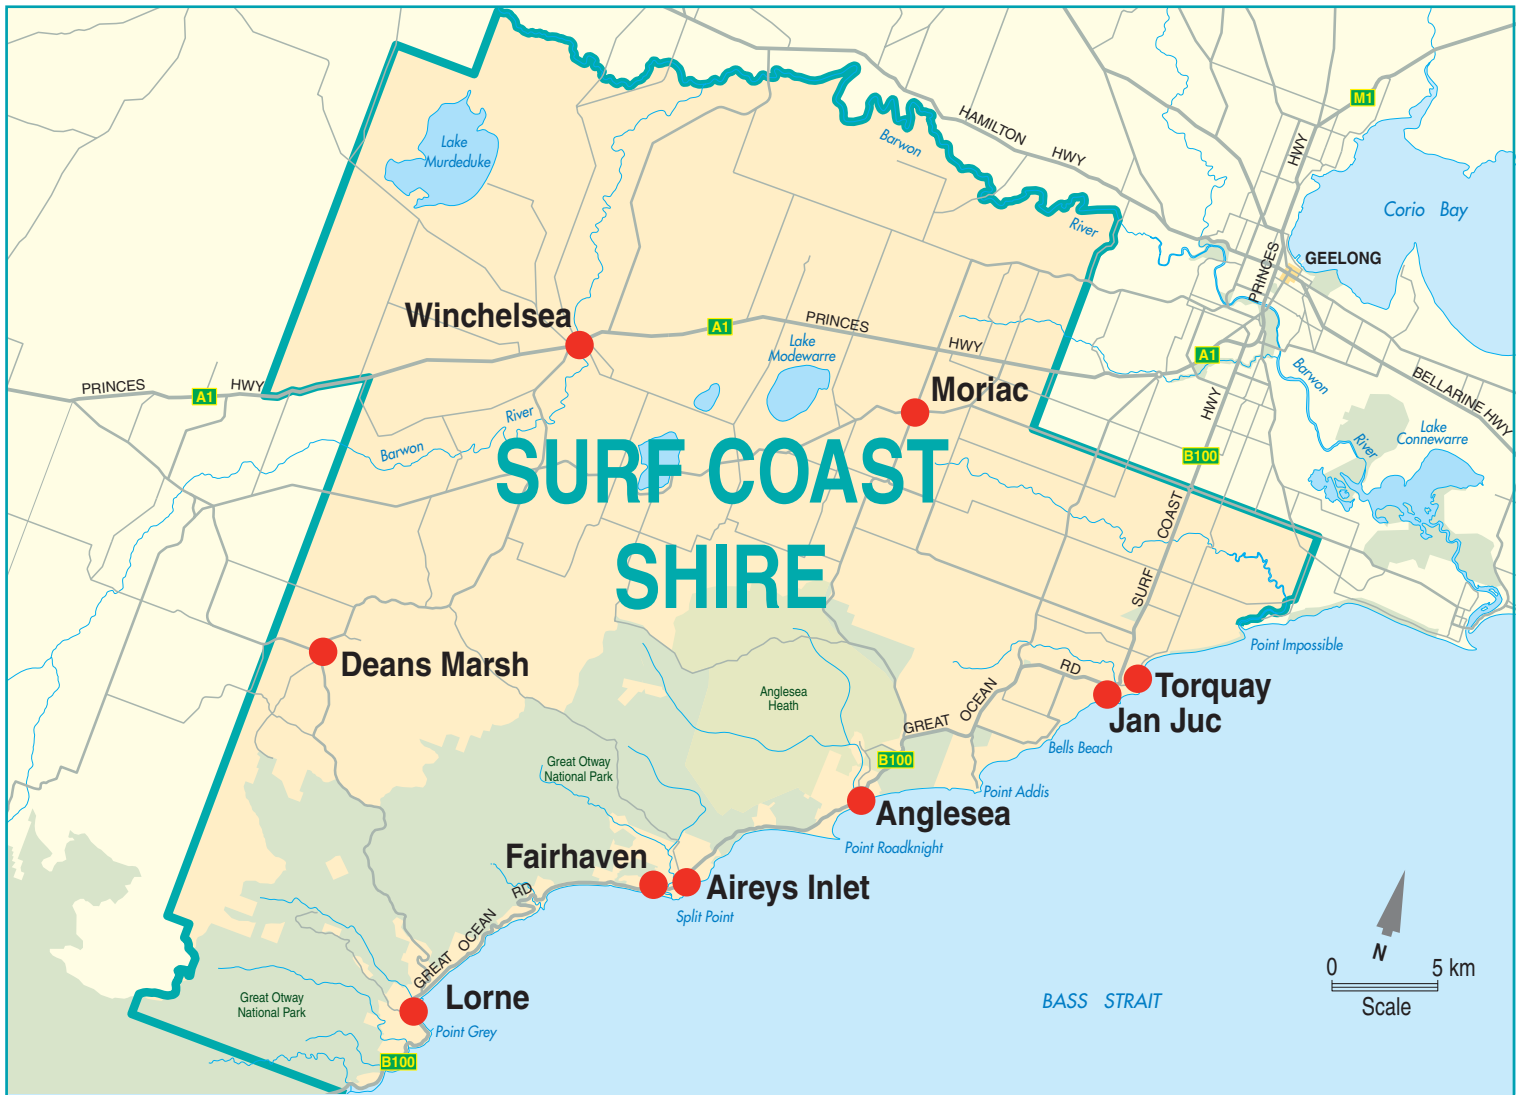 M1
HAMILTON HWY
HWY
Barwon
Lake
Murdeduke
River
Corio Bay
GEELONG
PRINCES
Winchelsea
A1
PRINCES
HWY
Lake
Modewarre
A1
PRINCES
A1
HWY
Moriac
HWY
Barwon
BELLARINE HWY
River
Barwon
River
Lake
Connewarre
SURF COAST
SHIRE
B100
SURF COAST
Deans Marsh
Point Impossible
RD
Torquay
Jan Juc
Anglesea
Heath
GREAT OCEAN
Bells Beach
Great Otway
National Park
B100
Point Addis
Anglesea
Point Roadknight
Fairhaven
Aireys Inlet
Split Point
GREAT OCEAN RD
N
0 5 km
Scale
Lorne
Great Otway
National Park
BASS STRAIT
Point Grey
B100